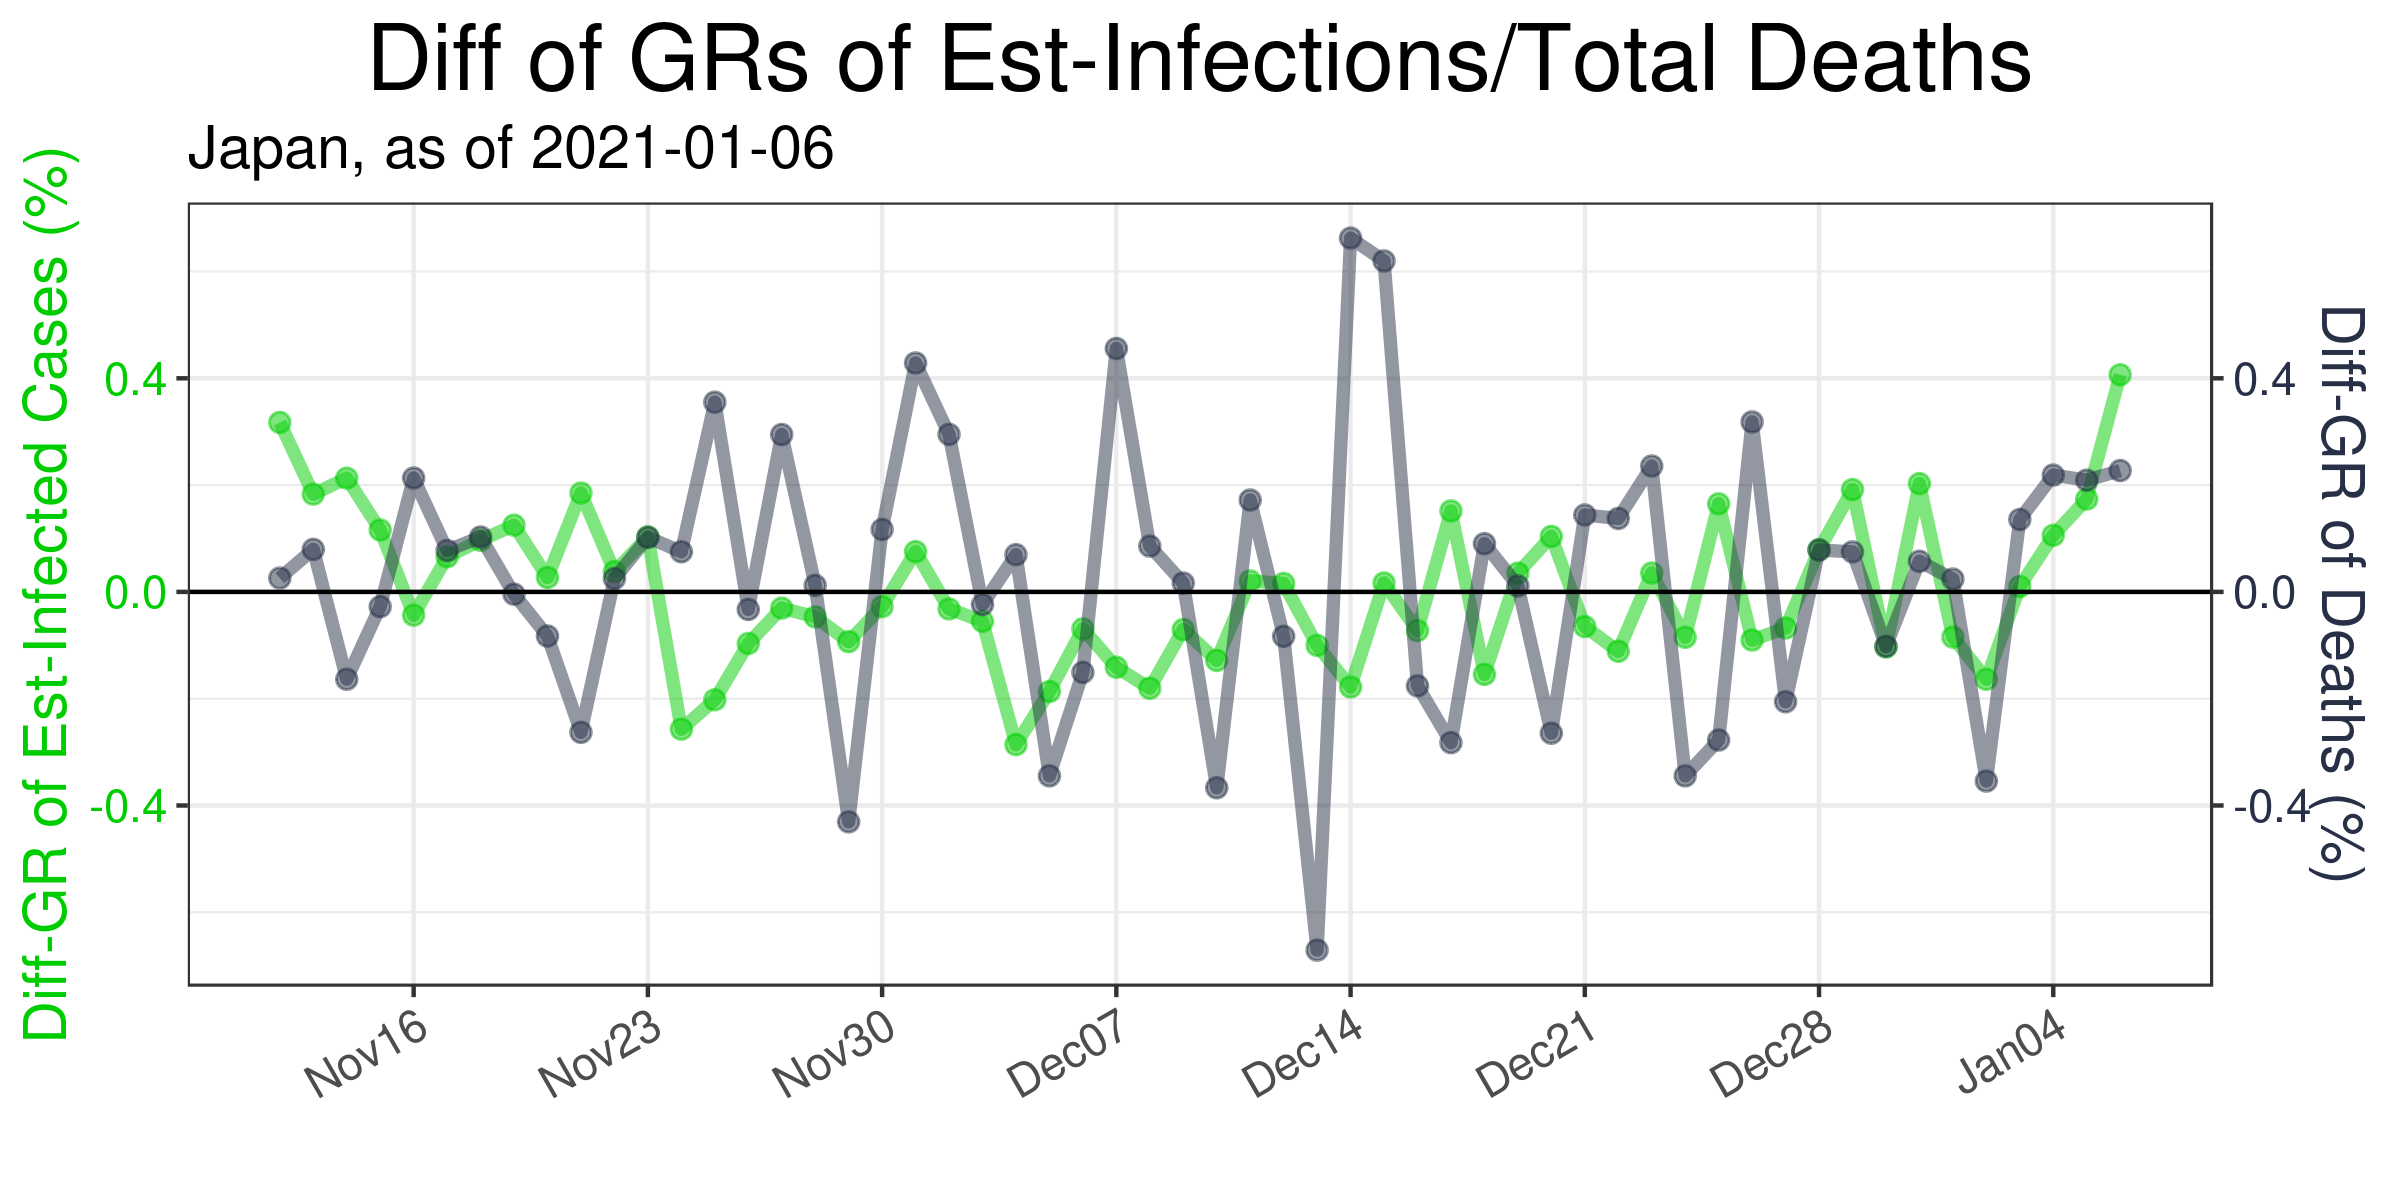 Diff of GRs of Est-Infections/Total Deaths
Japan, as of 2021-01-06
Diff-GR of Est-Infected Cases (%)
0.4
0.0
-0.4
0.4
0.0
-0.4
Diff-GR of Deaths (%)
Nov16
Nov23
Nov30
Dec07
Dec14
Dec21
Dec28
Jan04